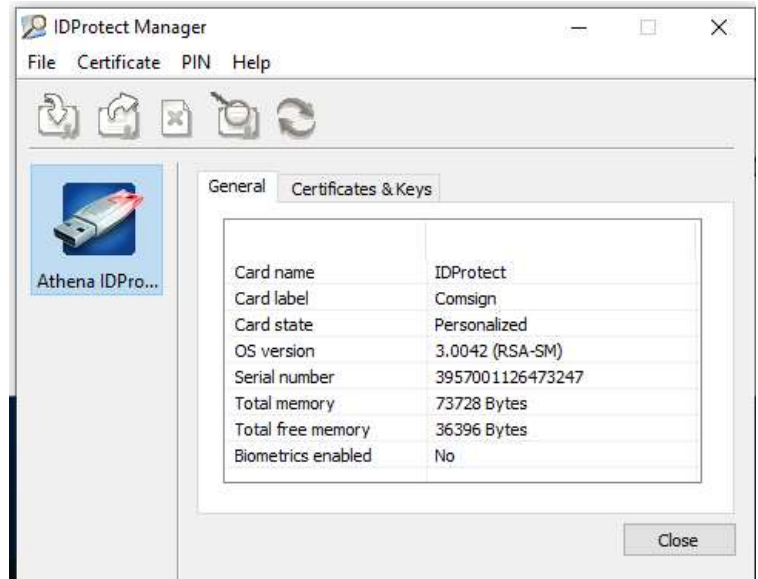 IDProtect Manager
File Certificate PIN Help
General Certificates & Keys
Athena IDPro...
Card name IDProtect
Card label Comsign
Card state Personalized
OS version 3.0042 (RSA-SM)
Serial number 3957001126473247
Total memory 73728 Bytes
Total free memory 36396 Bytes
Biometrics enabled No
Close